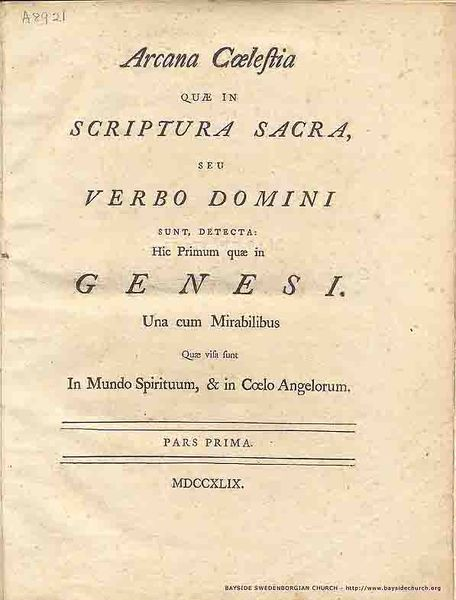 A8921
Arcana Cœleſtia
QUÆ IN
SCRIPTURA SACRA,
SEU
VERBO DOMINI
SUNT, DETECTA:
Hic Primum quæ in
GENESI.
Una cum Mirabilibus
Quæ viſa ſunt
In Mundo Spirituum, & in Cœlo Angelorum.
PARS PRIMA.
MDCCXLIX.
BAYSIDE SWEDENBORGIAN CHURCH - http://www.baysidechurch.org